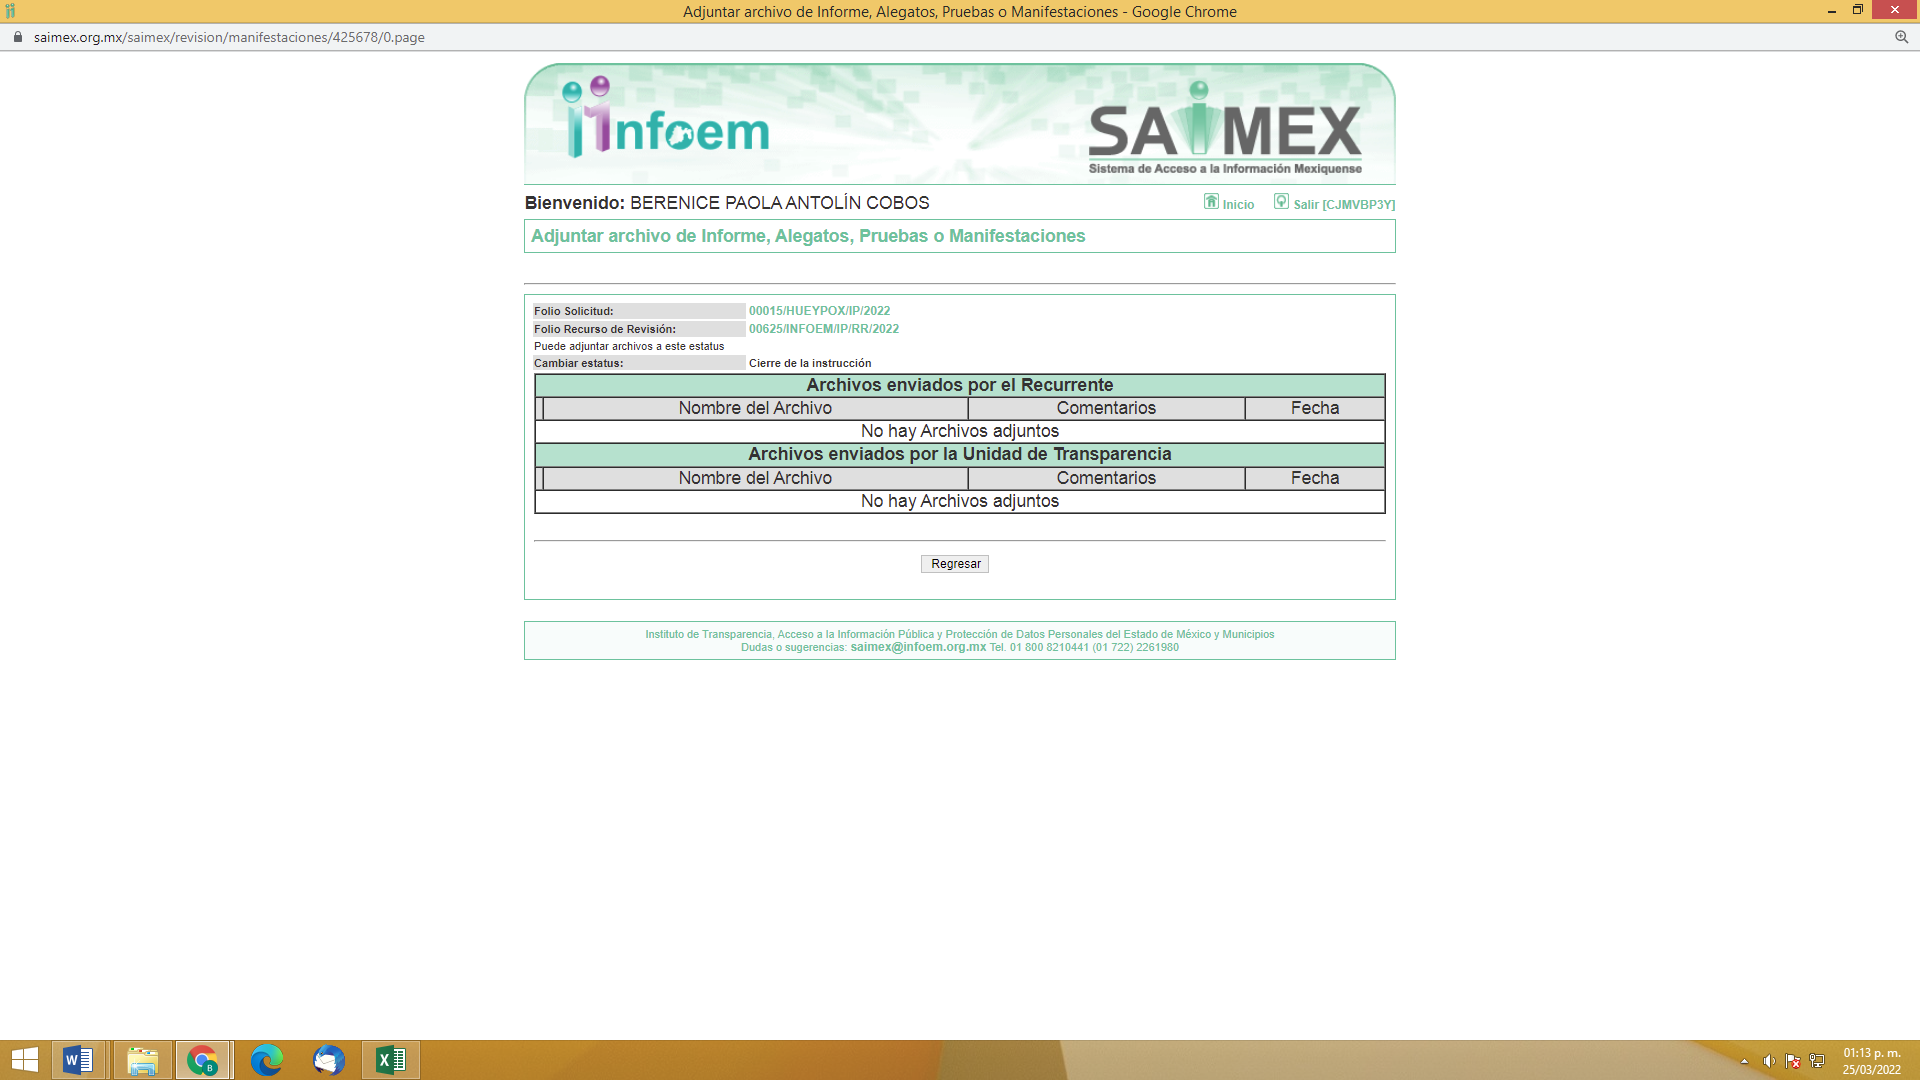 Adjuntar archivo de Informe, Alegatos, Pruebas o Manifestaciones - Google Chrome
saimex.org.mx/saimex/revision/manifestaciones/425678/0.page
infoem
SAIMEX
Sistema de Acceso a la Información Mexiquense
Bienvenido: BERENICE PAOLA ANTOLÍN COBOS Inicio Salir [CJMVBP3Y]
Adjuntar archivo de Informe, Alegatos, Pruebas o Manifestaciones
Folio Solicitud: 00015/HUEYPOX/IP/2022
Folio Recurso de Revisión: 00625/INFOEM/IP/RR/2022
Puede adjuntar archivos a este estatus
Cambiar estatus: Cierre de la instrucción
Archivos enviados por el Recurrente
Nombre del Archivo Comentarios Fecha
No hay Archivos adjuntos
Archivos enviados por la Unidad de Transparencia
Nombre del Archivo Comentarios Fecha
No hay Archivos adjuntos
Regresar
Instituto de Transparencia, Acceso a la Información Pública y Protección de Datos Personales del Estado de México y Municipios
Dudas o sugerencias: saimex@infoem.org.mx Tel. 01 800 8210441 (01 722) 2261980
01:13 p. m.
25/03/2022